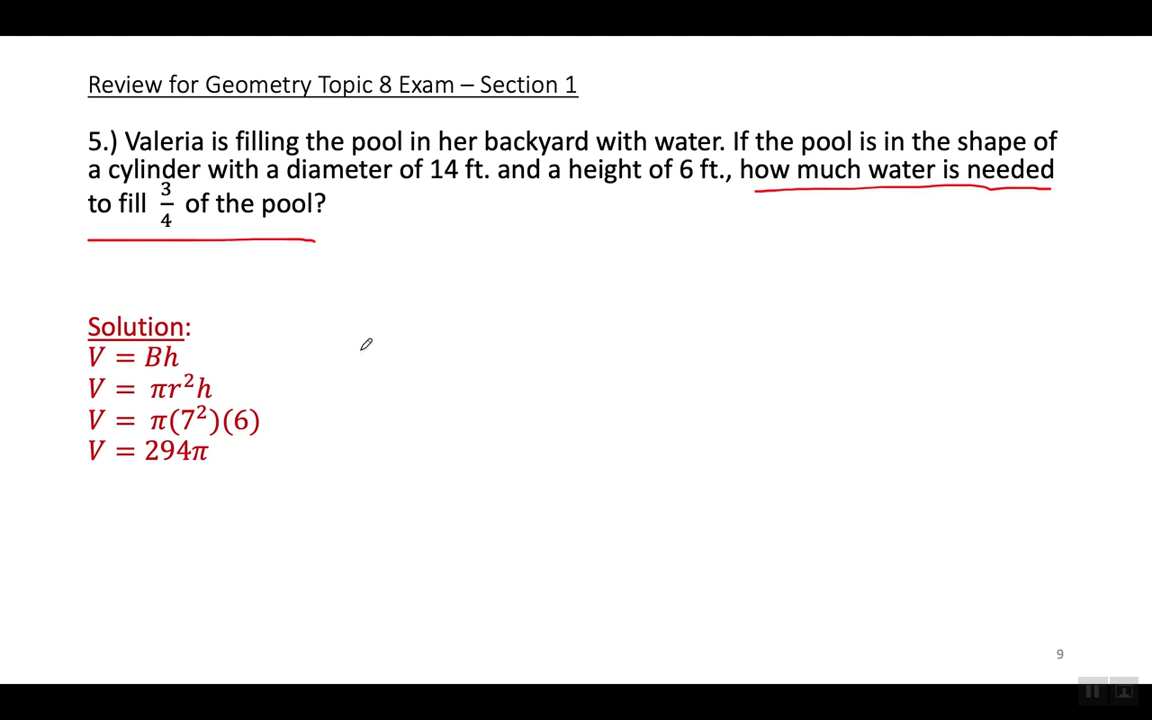 Review for Geometry Topic 8 Exam – Section 1
5.) Valeria is filling the pool in her backyard with water. If the pool is in the shape of
a cylinder with a diameter of 14 ft. and a height of 6 ft., how much water is needed
to fill 3/4 of the pool?
Solution:
V = Bh
V = πr²h
V = π(7²)(6)
V = 294π
9